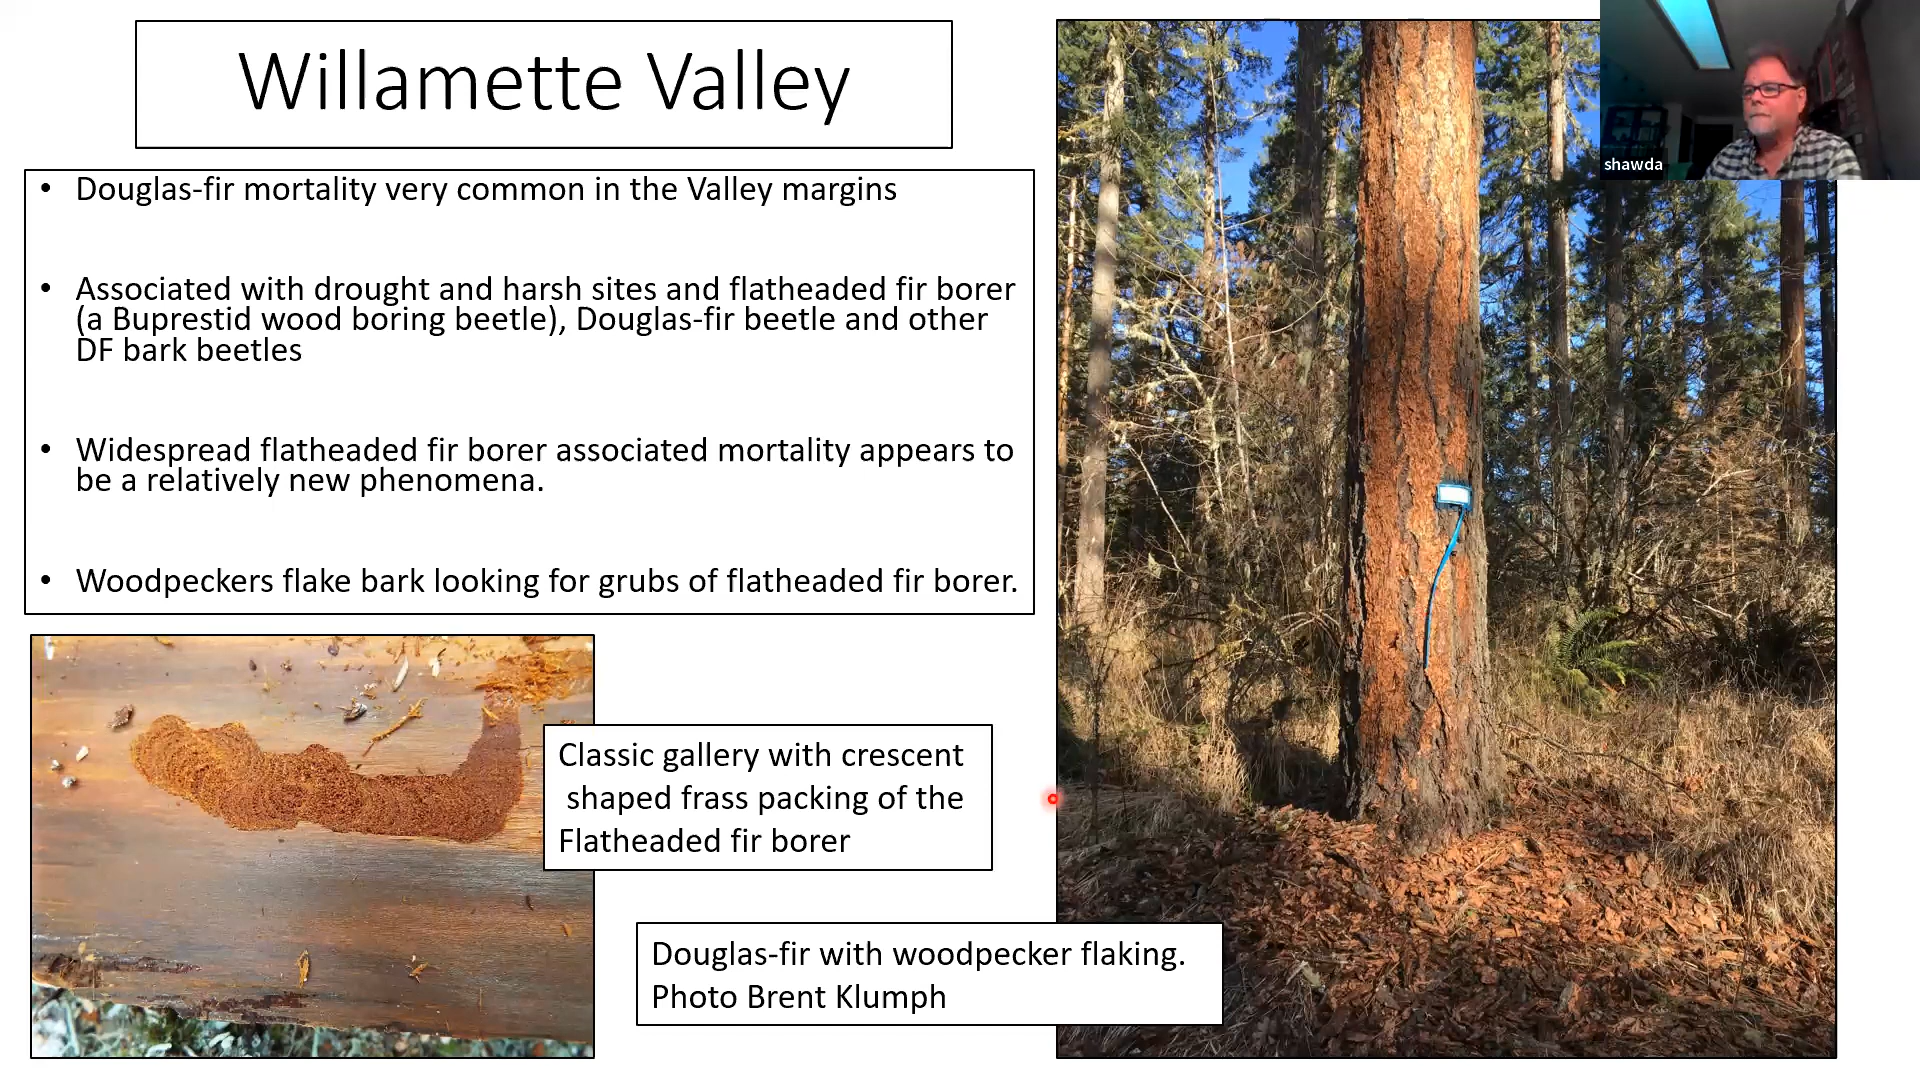 Willamette Valley
shawda
• Douglas-fir mortality very common in the Valley margins
• Associated with drought and harsh sites and flatheaded fir borer
(a Buprestid wood boring beetle), Douglas-fir beetle and other
DF bark beetles
• Widespread flatheaded fir borer associated mortality appears to
be a relatively new phenomena.
• Woodpeckers flake bark looking for grubs of flatheaded fir borer.
Classic gallery with crescent
shaped frass packing of the
Flatheaded fir borer
Douglas-fir with woodpecker flaking.
Photo Brent Klumph